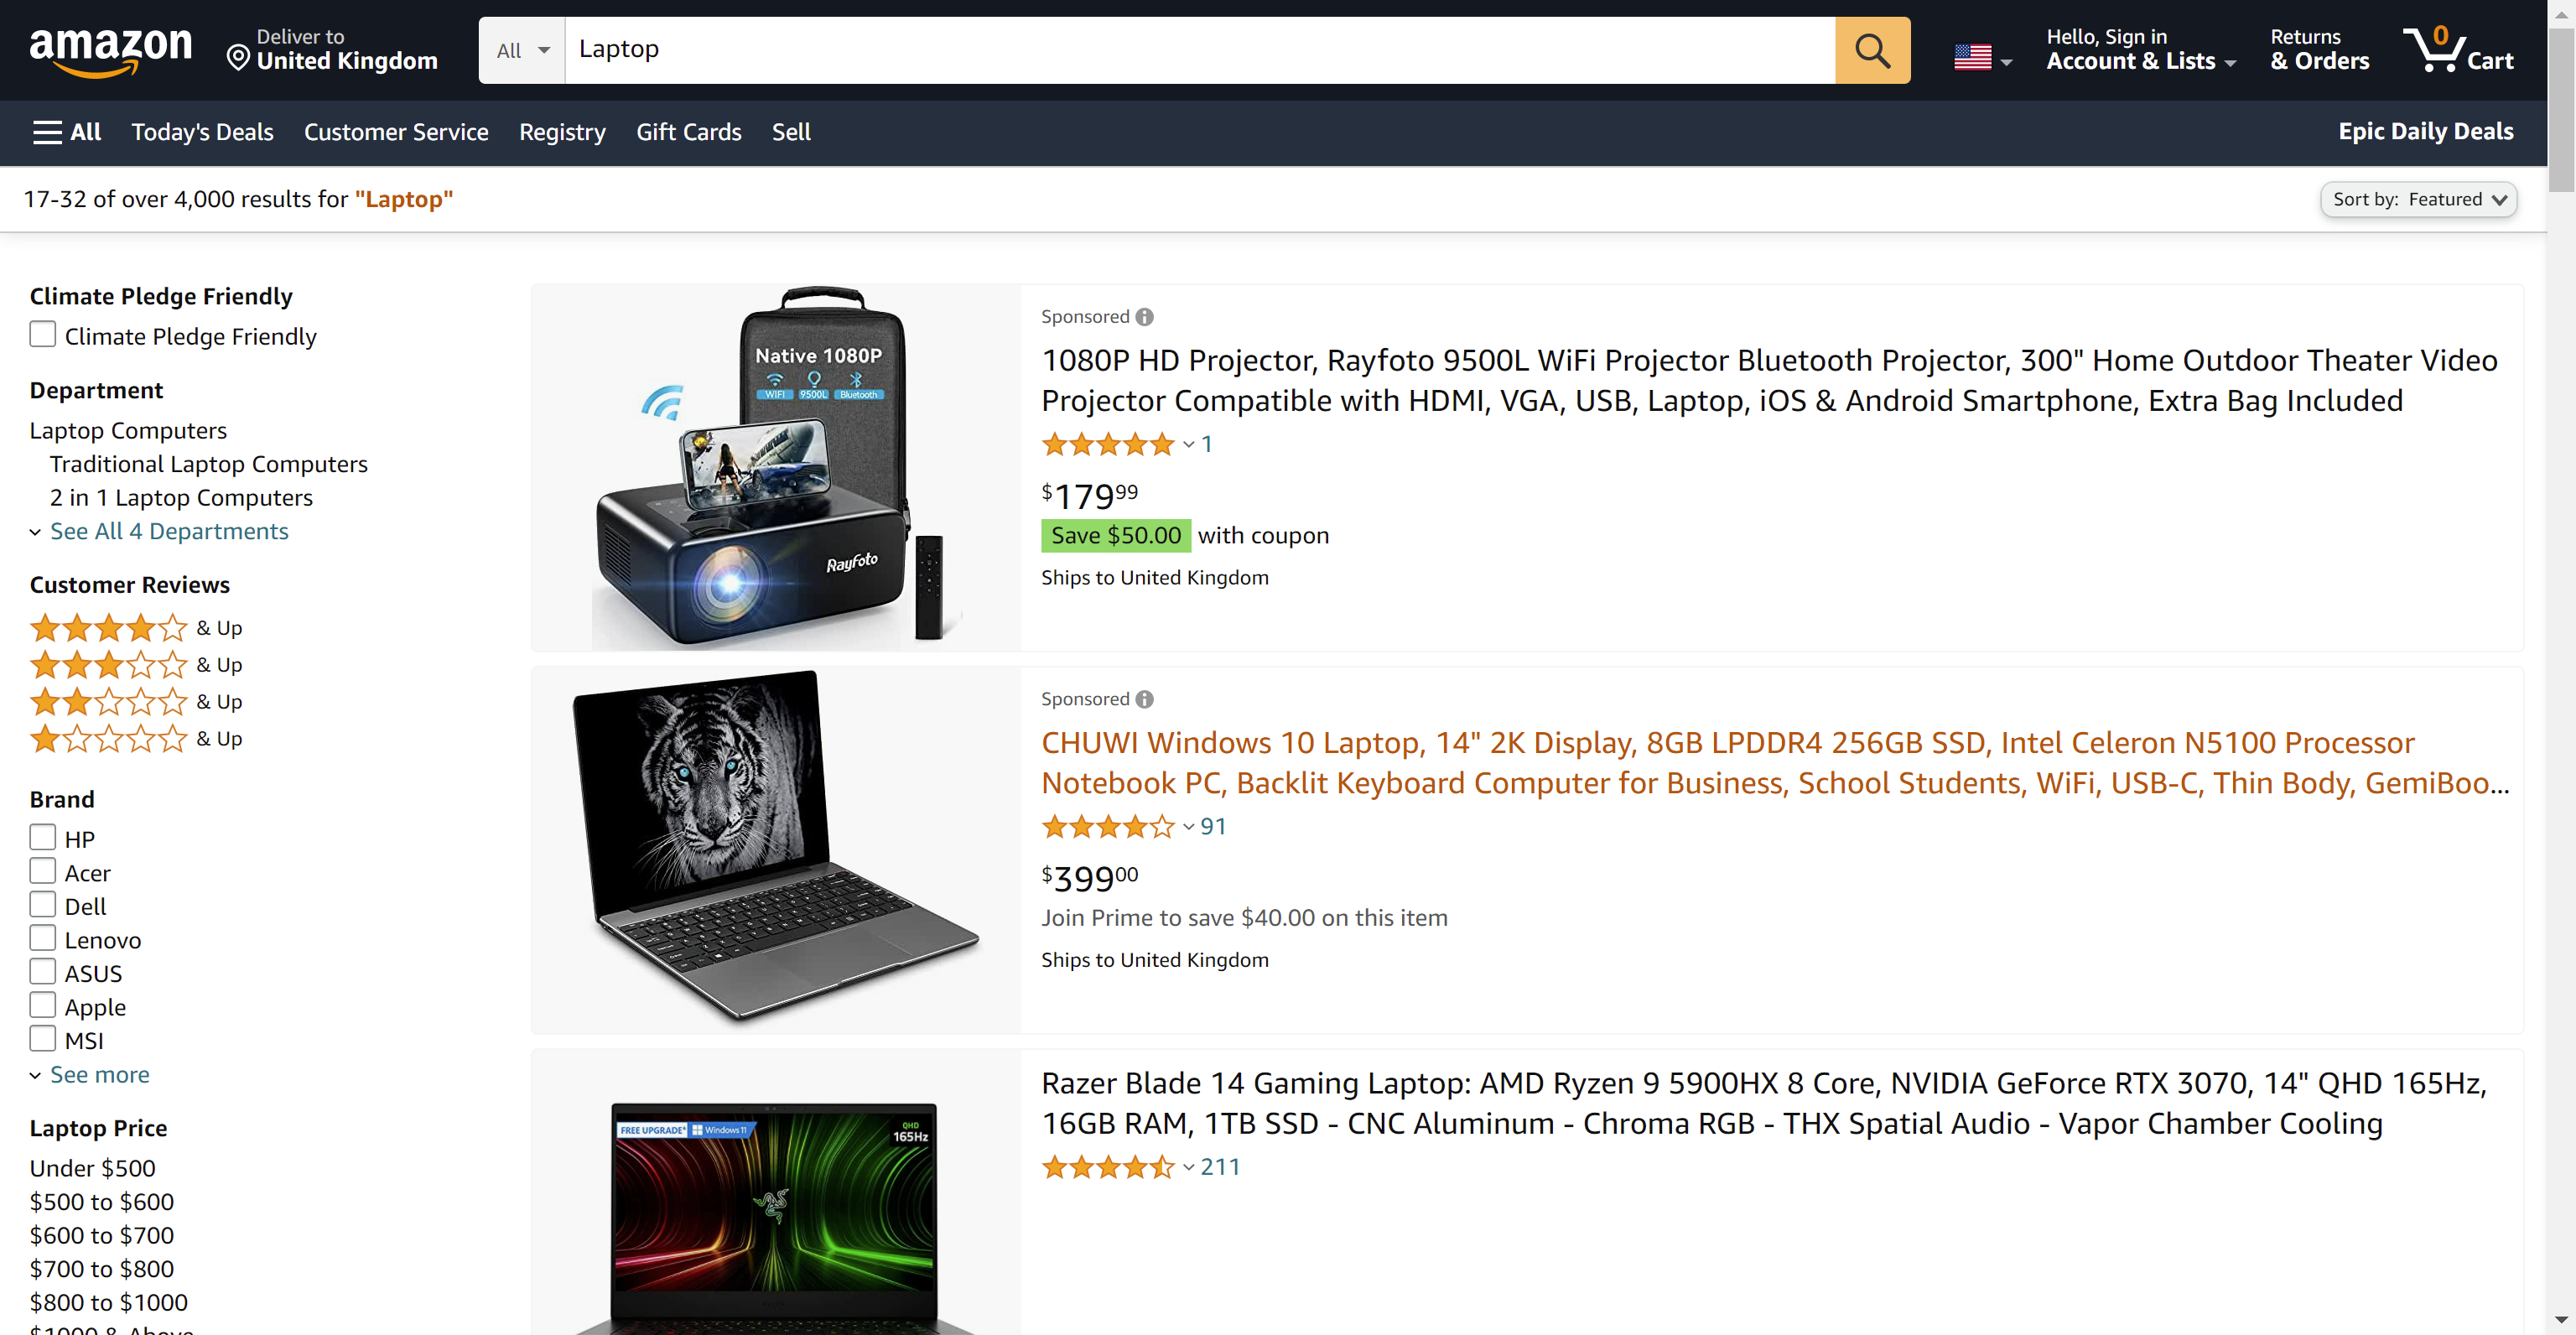 amazon
Deliver to
United Kingdom
All
Laptop
Hello, Sign in
Account & Lists
Returns
& Orders
0
Cart
All
Today's Deals
Customer Service
Registry
Gift Cards
Sell
Epic Daily Deals
17-32 of over 4,000 results for "Laptop"
Sort by: Featured
Climate Pledge Friendly
Climate Pledge Friendly
Department
Laptop Computers
Traditional Laptop Computers
2 in 1 Laptop Computers
See All 4 Departments
Customer Reviews
& Up
& Up
& Up
& Up
Brand
HP
Acer
Dell
Lenovo
ASUS
Apple
MSI
See more
Laptop Price
Under $500
$500 to $600
$600 to $700
$700 to $800
$800 to $1000
$1000 & Above
Native 1080P
WIFI 9500L Bluetooth
Rayfoto
Sponsored
1080P HD Projector, Rayfoto 9500L WiFi Projector Bluetooth Projector, 300" Home Outdoor Theater Video
Projector Compatible with HDMI, VGA, USB, Laptop, iOS & Android Smartphone, Extra Bag Included
1
$17999
Save $50.00 with coupon
Ships to United Kingdom
Sponsored
CHUWI Windows 10 Laptop, 14" 2K Display, 8GB LPDDR4 256GB SSD, Intel Celeron N5100 Processor
Notebook PC, Backlit Keyboard Computer for Business, School Students, WiFi, USB-C, Thin Body, GemiBoo...
91
$39900
Join Prime to save $40.00 on this item
Ships to United Kingdom
FREE UPGRADE* Windows 11
QHD
165Hz
Razer Blade 14 Gaming Laptop: AMD Ryzen 9 5900HX 8 Core, NVIDIA GeForce RTX 3070, 14" QHD 165Hz,
16GB RAM, 1TB SSD - CNC Aluminum - Chroma RGB - THX Spatial Audio - Vapor Chamber Cooling
211